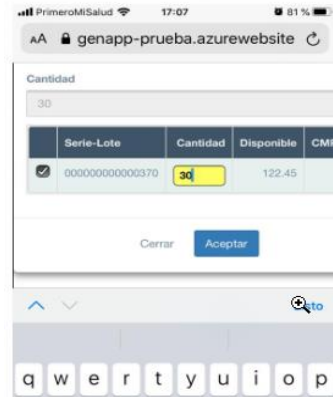 PrimeroMiSalud 17:07 81 %
AA genapp-prueba.azurewebsite
Cantidad
30
Serie-Lote Cantidad Disponible CMP
000000000000370 30 122.45
Cerrar Aceptar
q w e r t y u i o p